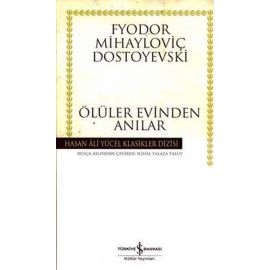 FYODOR
MİHAYLOVİÇ
DOSTOYEVSKİ
ÖLÜLER EVİNDEN
ANILAR
HASAN ÂLİ YÜCEL KLASİKLER DİZİSİ
RUSÇA ASLINDAN ÇEVİREN: NİHAL YALAZA TALUY
TÜRKİYE İŞ BANKASI
Kültür Yayınları